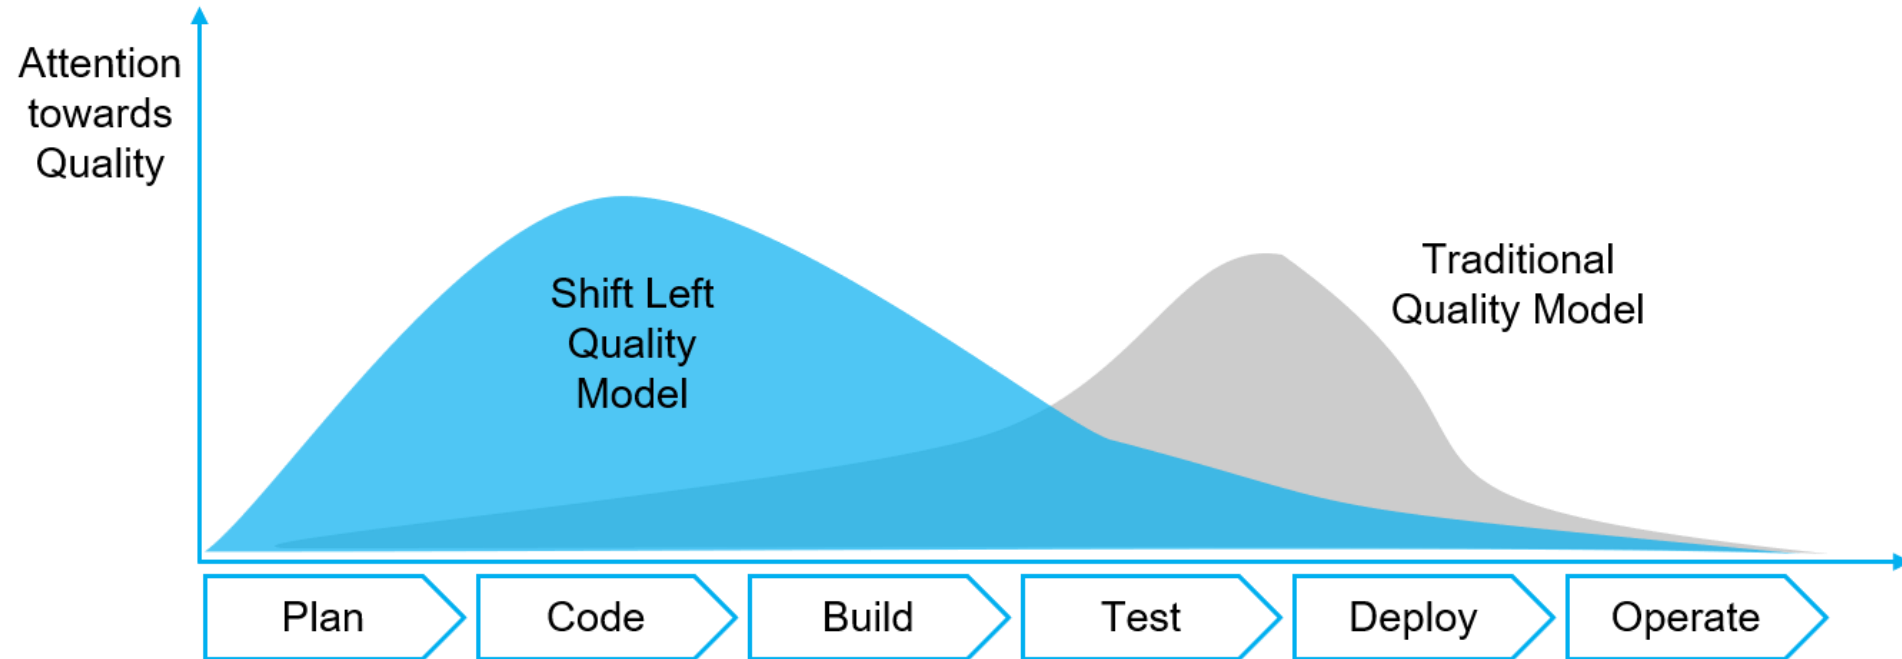 Attention
towards
Quality
Shift Left
Quality
Model
Traditional
Quality Model
Plan
Code
Build
Test
Deploy
Operate